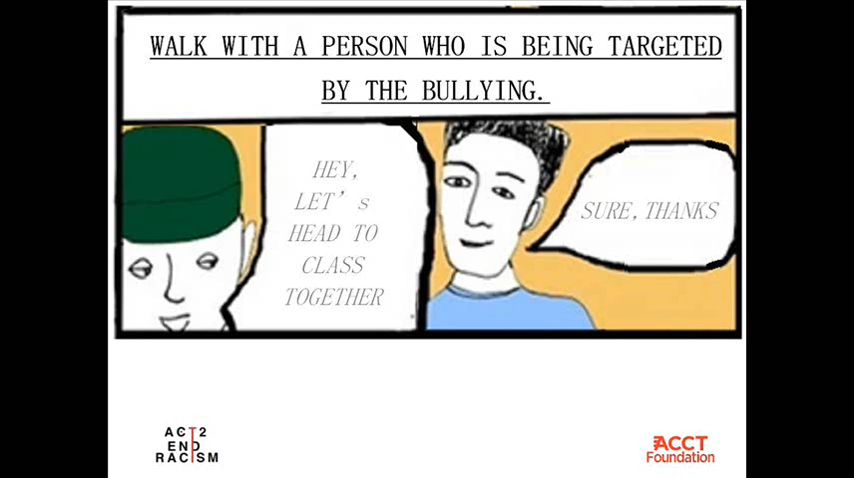 WALK WITH A PERSON WHO IS BEING TARGETED
BY THE BULLYING.
HEY,
LET’s
HEAD TO
CLASS
TOGETHER
SURE,THANKS
ACT2
END
RACISM
ACCT
Foundation